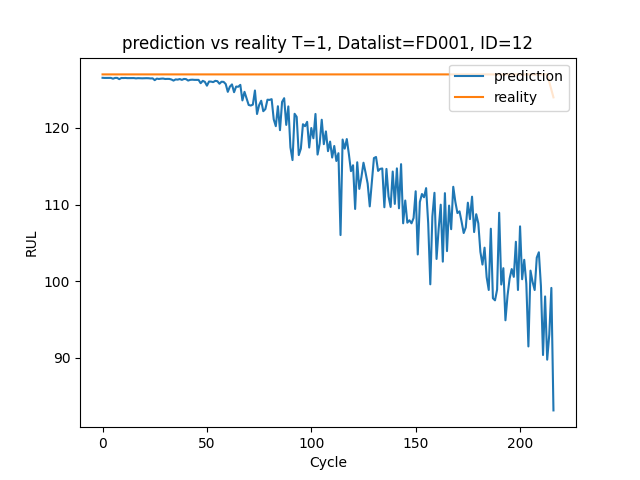 prediction vs reality T=1, Datalist=FD001, ID=12
prediction
reality
120
110
100
90
RUL
0
50
100
150
200
Cycle